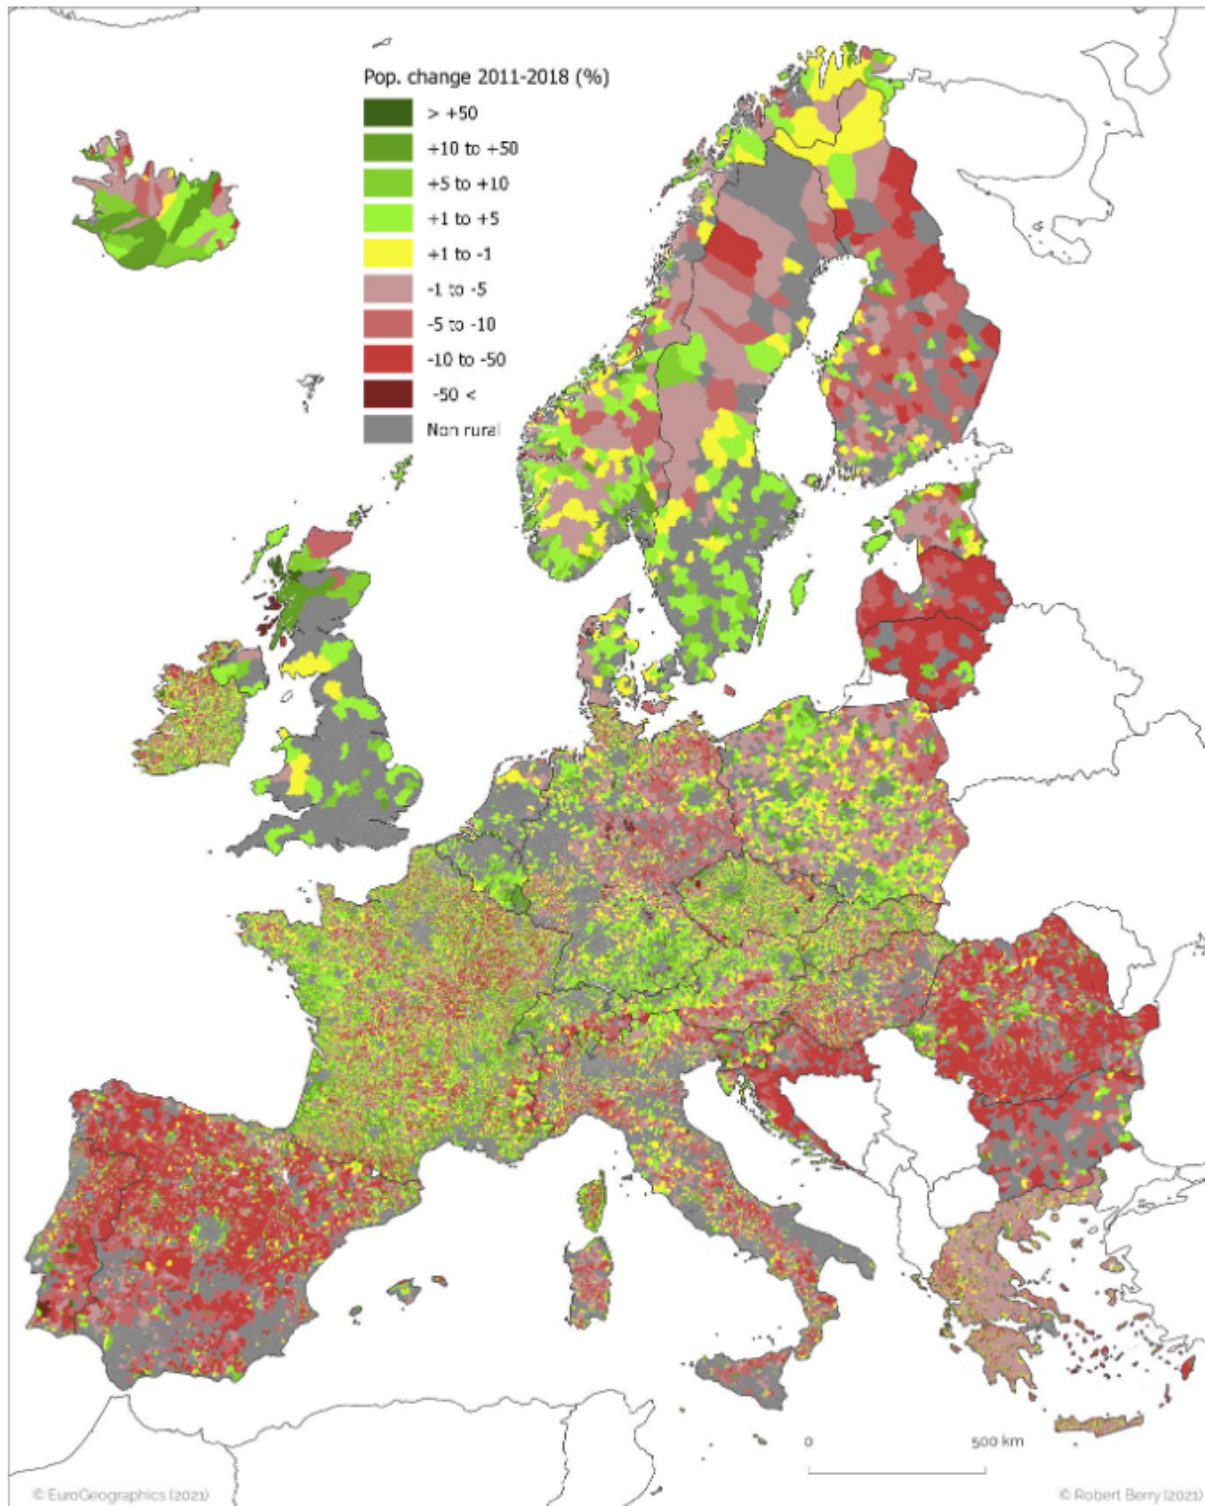 Pop. change 2011-2018 (%)
> +50
+10 to +50
+5 to +10
+1 to +5
+1 to -1
-1 to -5
-5 to -10
-10 to -50
-50 <
Non rural
0 500 km
© EuroGeographics (2021) © Robert Berry (2021)